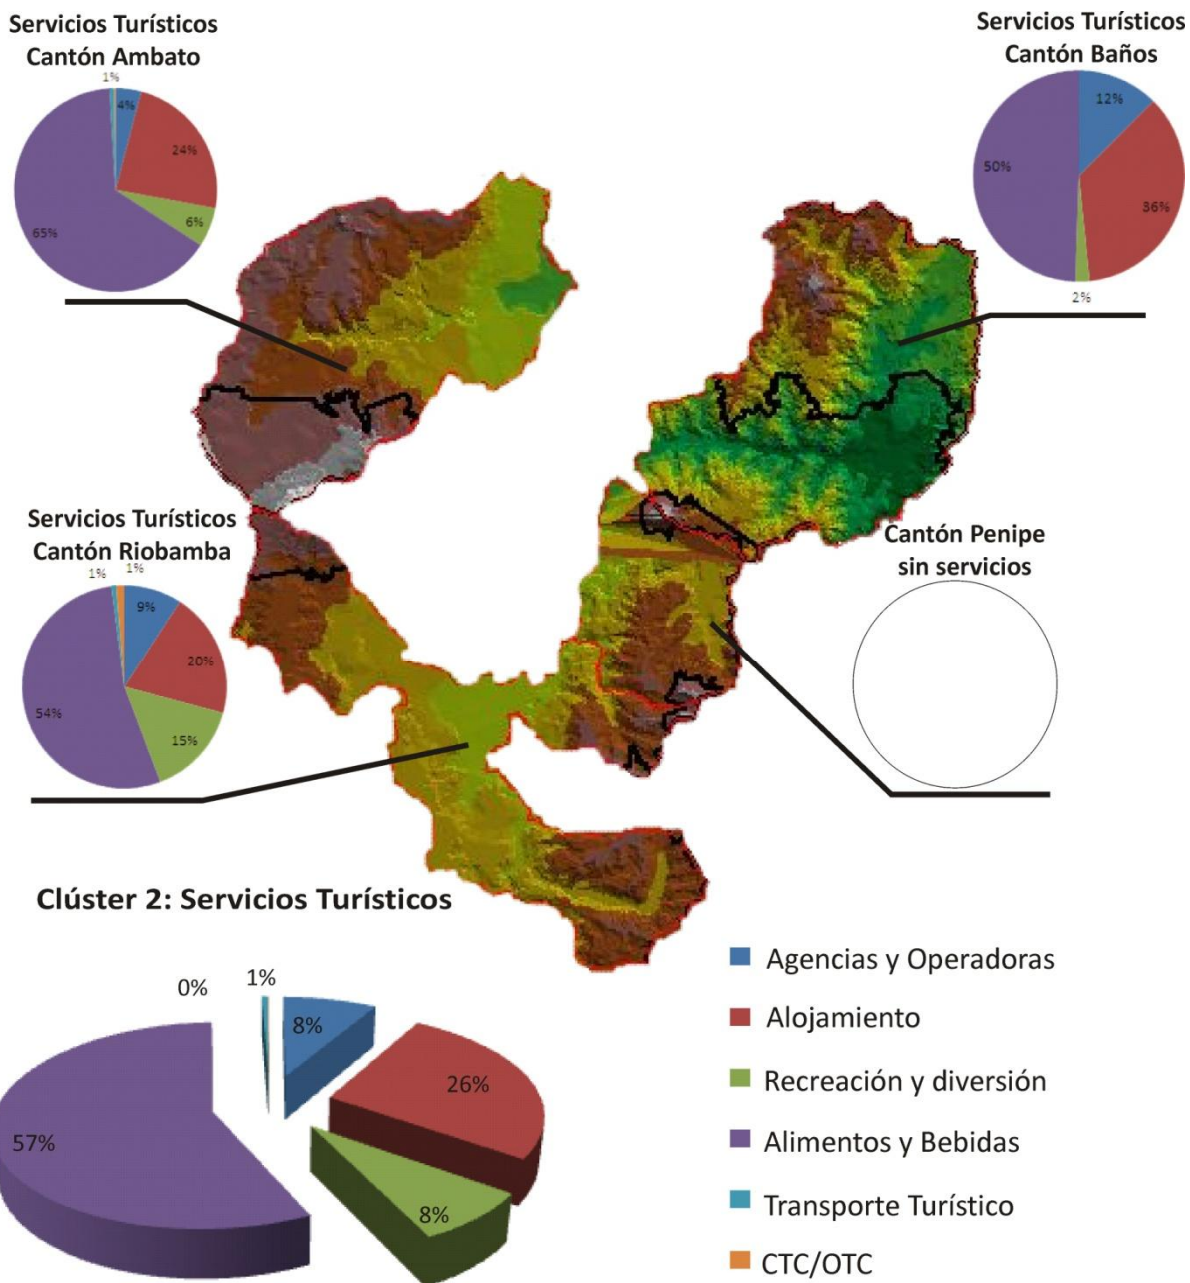 Servicios Turísticos
Cantón Ambato
1%
4%
24%
6%
65%
Servicios Turísticos
Cantón Baños
12%
36%
2%
50%
Servicios Turísticos
Cantón Riobamba
1%
1%
9%
20%
15%
54%
Cantón Penipe
sin servicios
Clúster 2: Servicios Turísticos
0%
1%
8%
26%
8%
57%
Agencias y Operadoras
Alojamiento
Recreación y diversión
Alimentos y Bebidas
Transporte Turístico
CTC/OTC